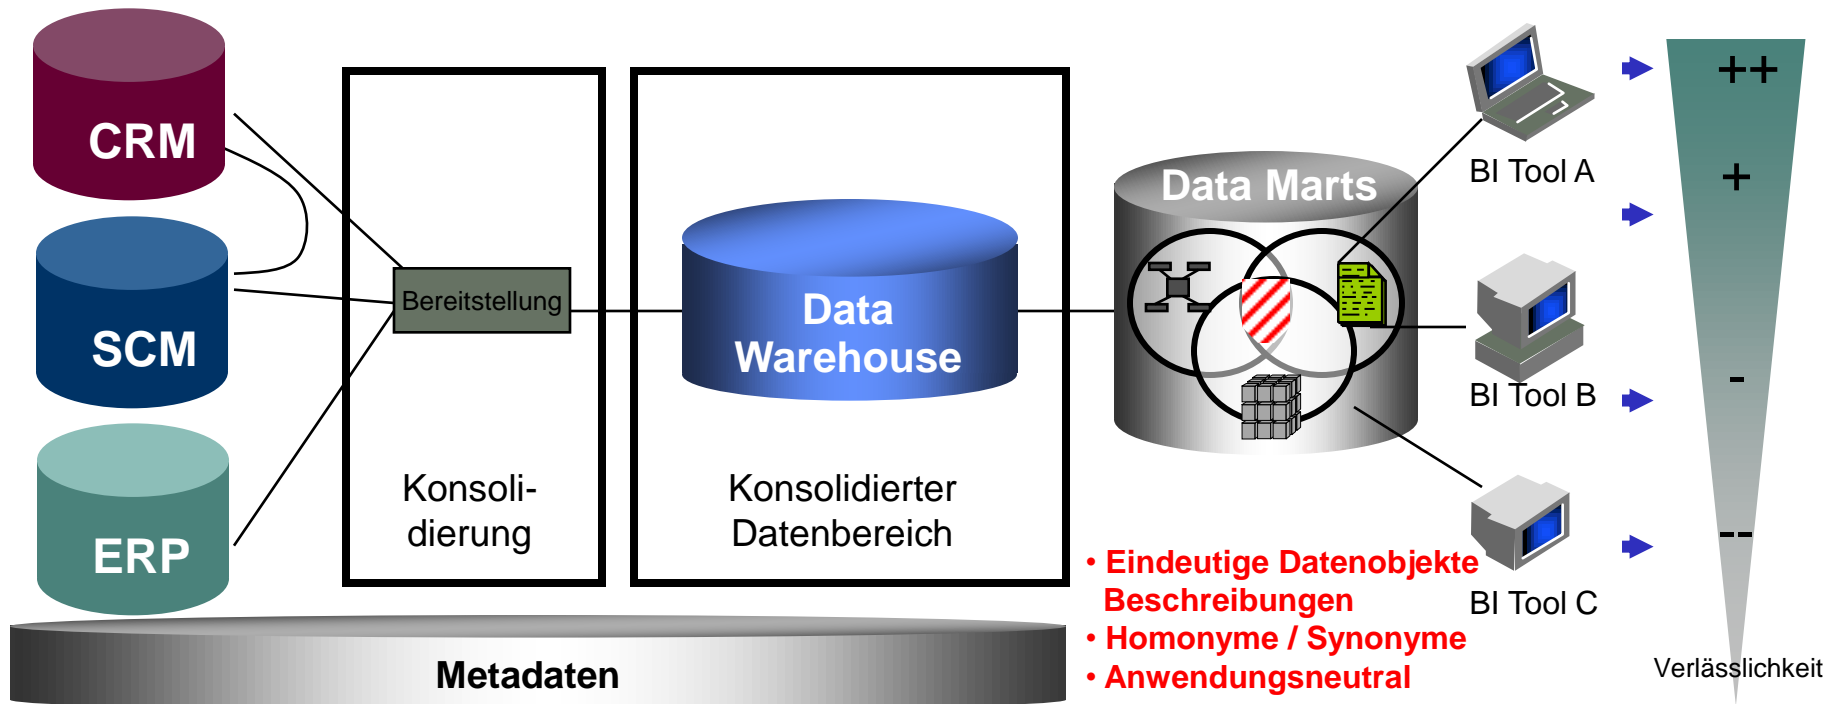 CRM
SCM
ERP
Bereitstellung
Konsoli-
dierung
Data
Warehouse
Konsolidierter
Datenbereich
Metadaten
Data Marts
• Eindeutige Datenobjekte
Beschreibungen
• Homonyme / Synonyme
• Anwendungsneutral
BI Tool A
BI Tool B
BI Tool C
++
+
-
--
Verlässlichkeit